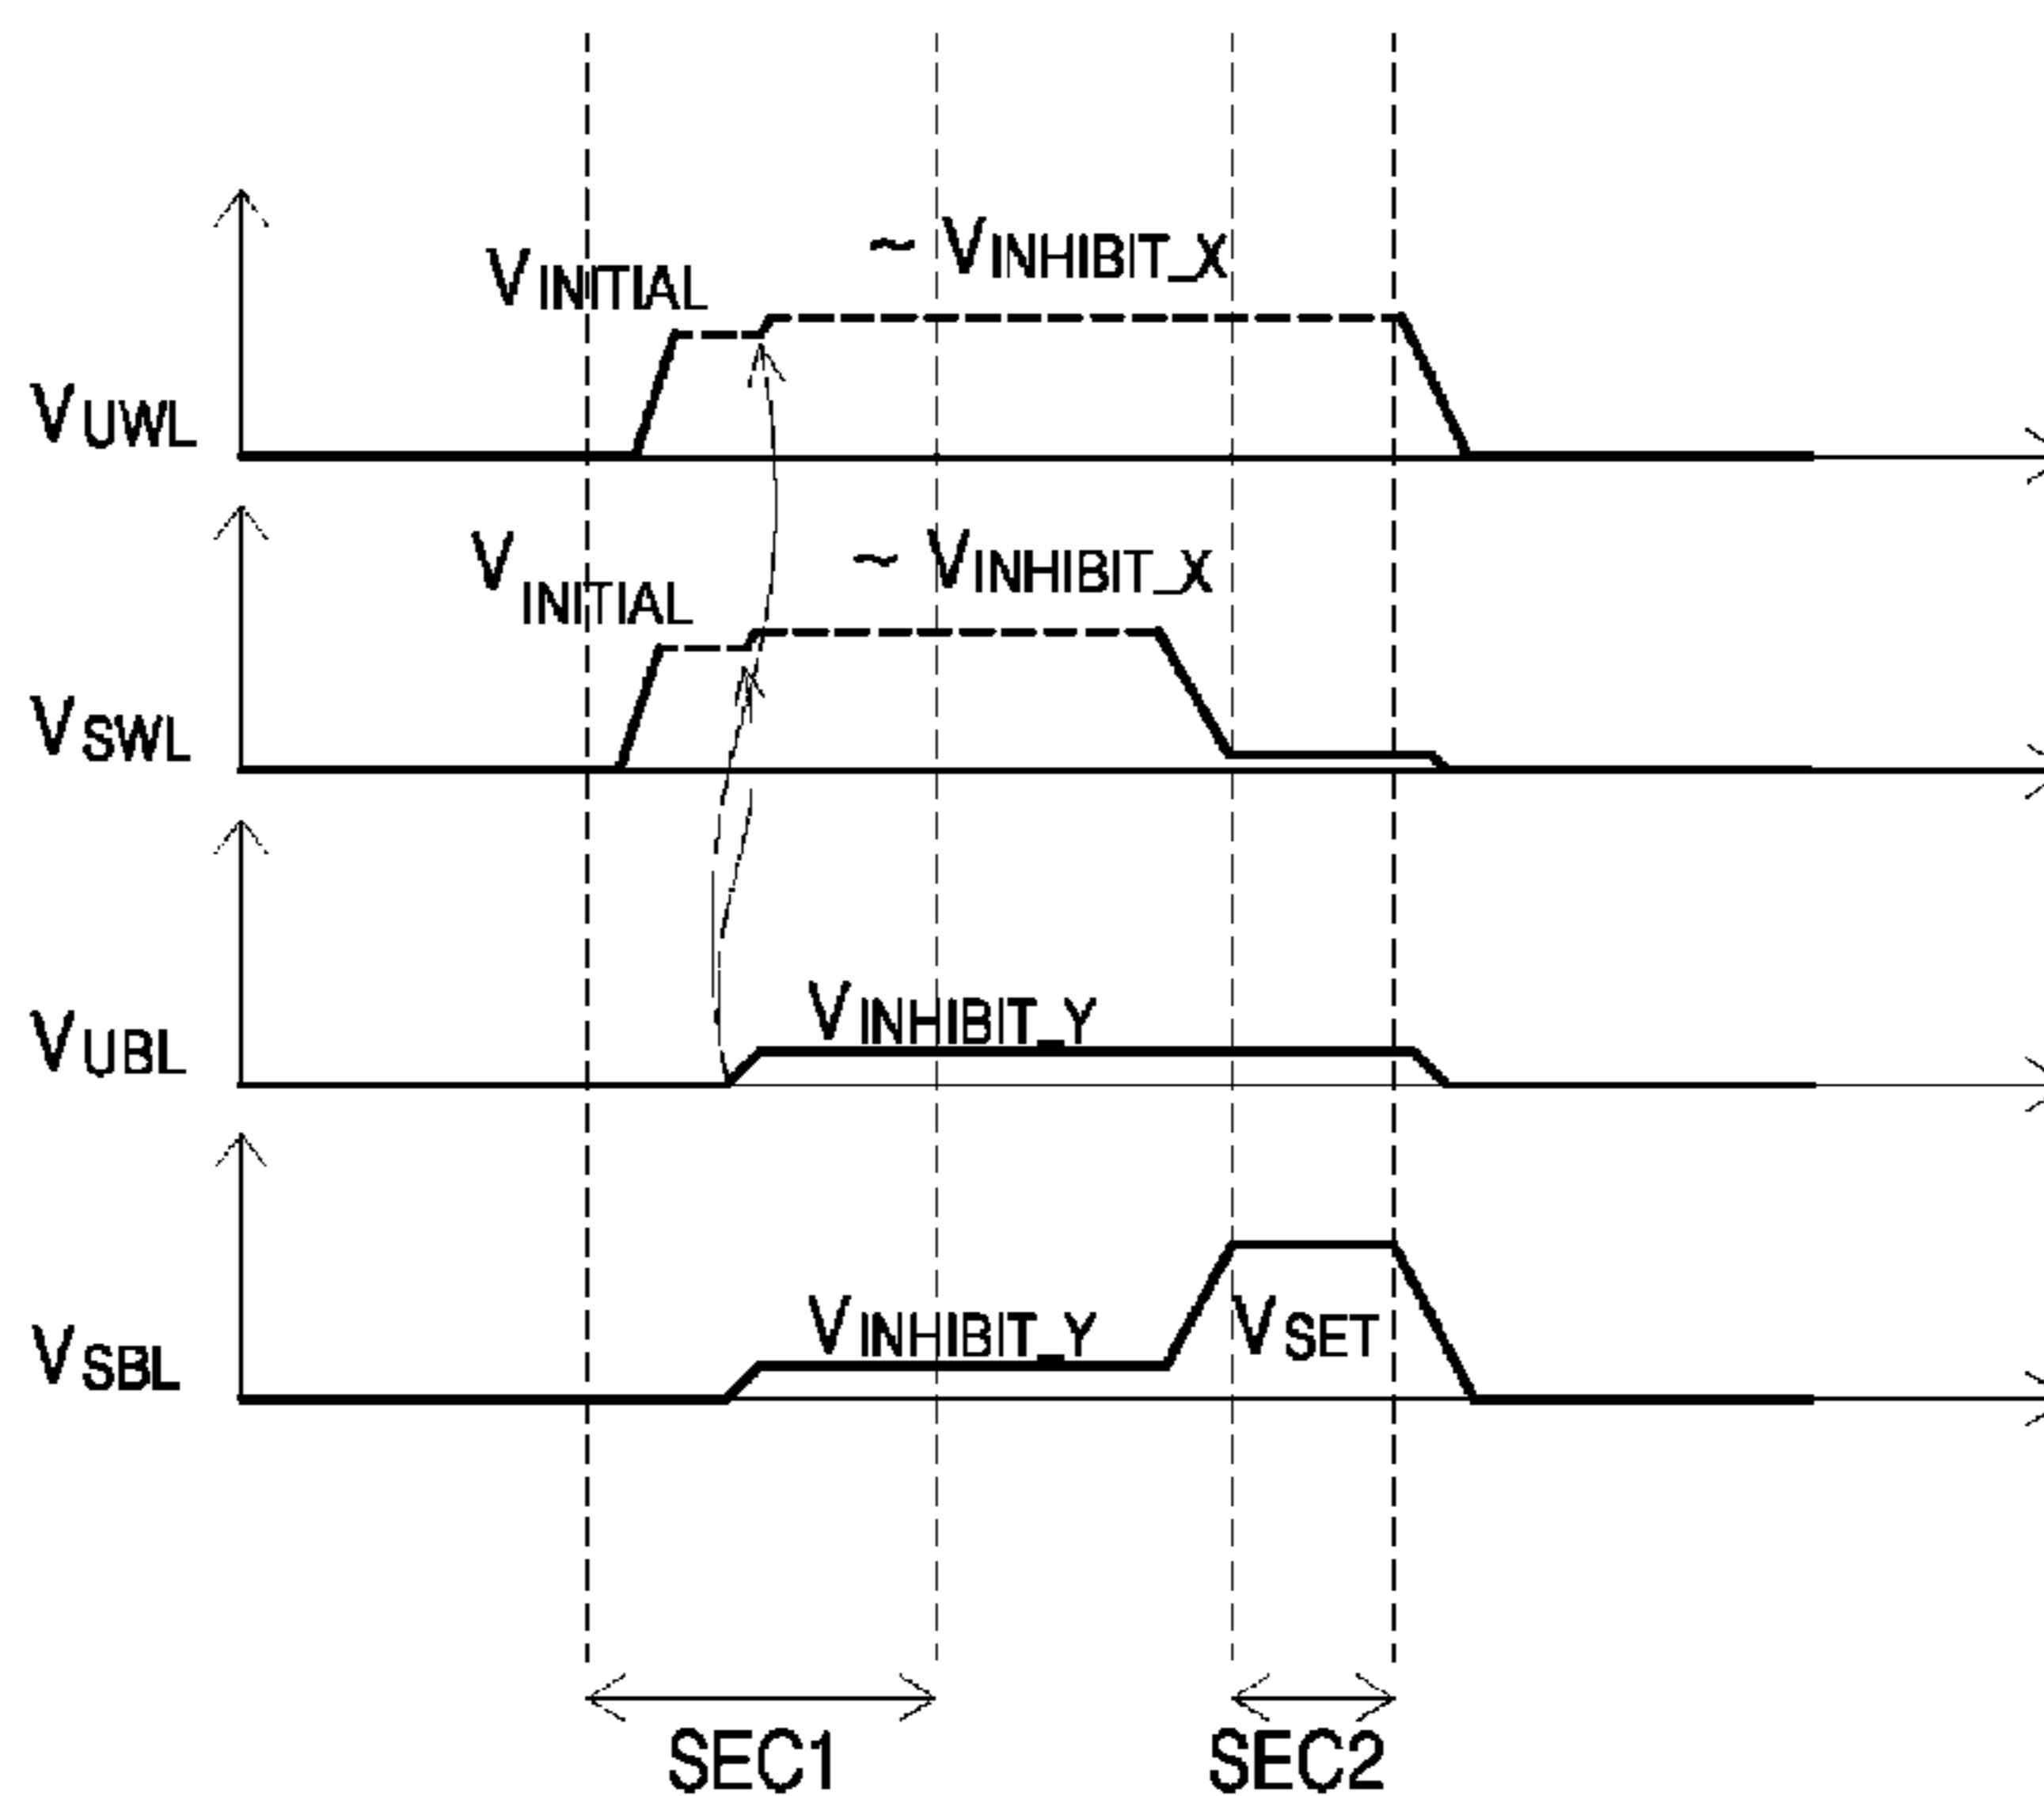 VINITIAL ~ VINHIBIT_X
VUWL
VINITIAL ~ VINHIBIT_X
VSWL
VINHIBIT_Y
VUBL
VINHIBIT_Y VSET
VSBL
SEC1 SEC2